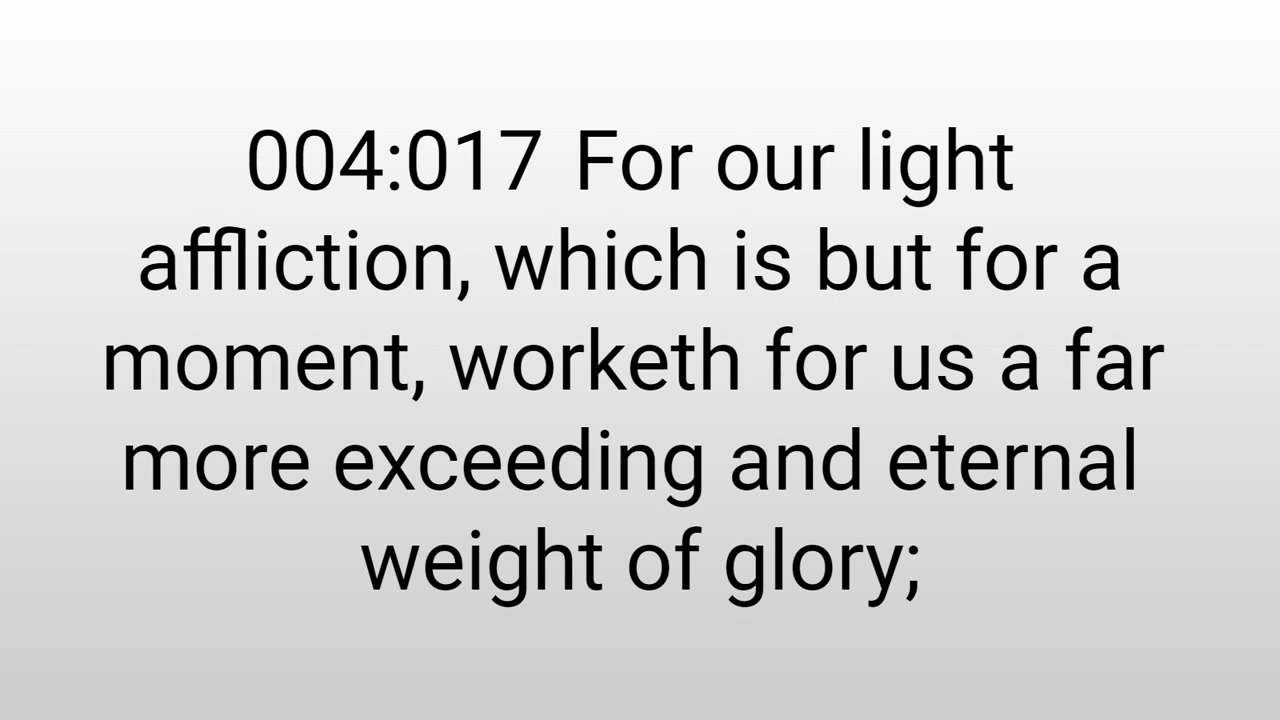 004:017 For our light
affliction, which is but for a
moment, worketh for us a far
more exceeding and eternal
weight of glory;